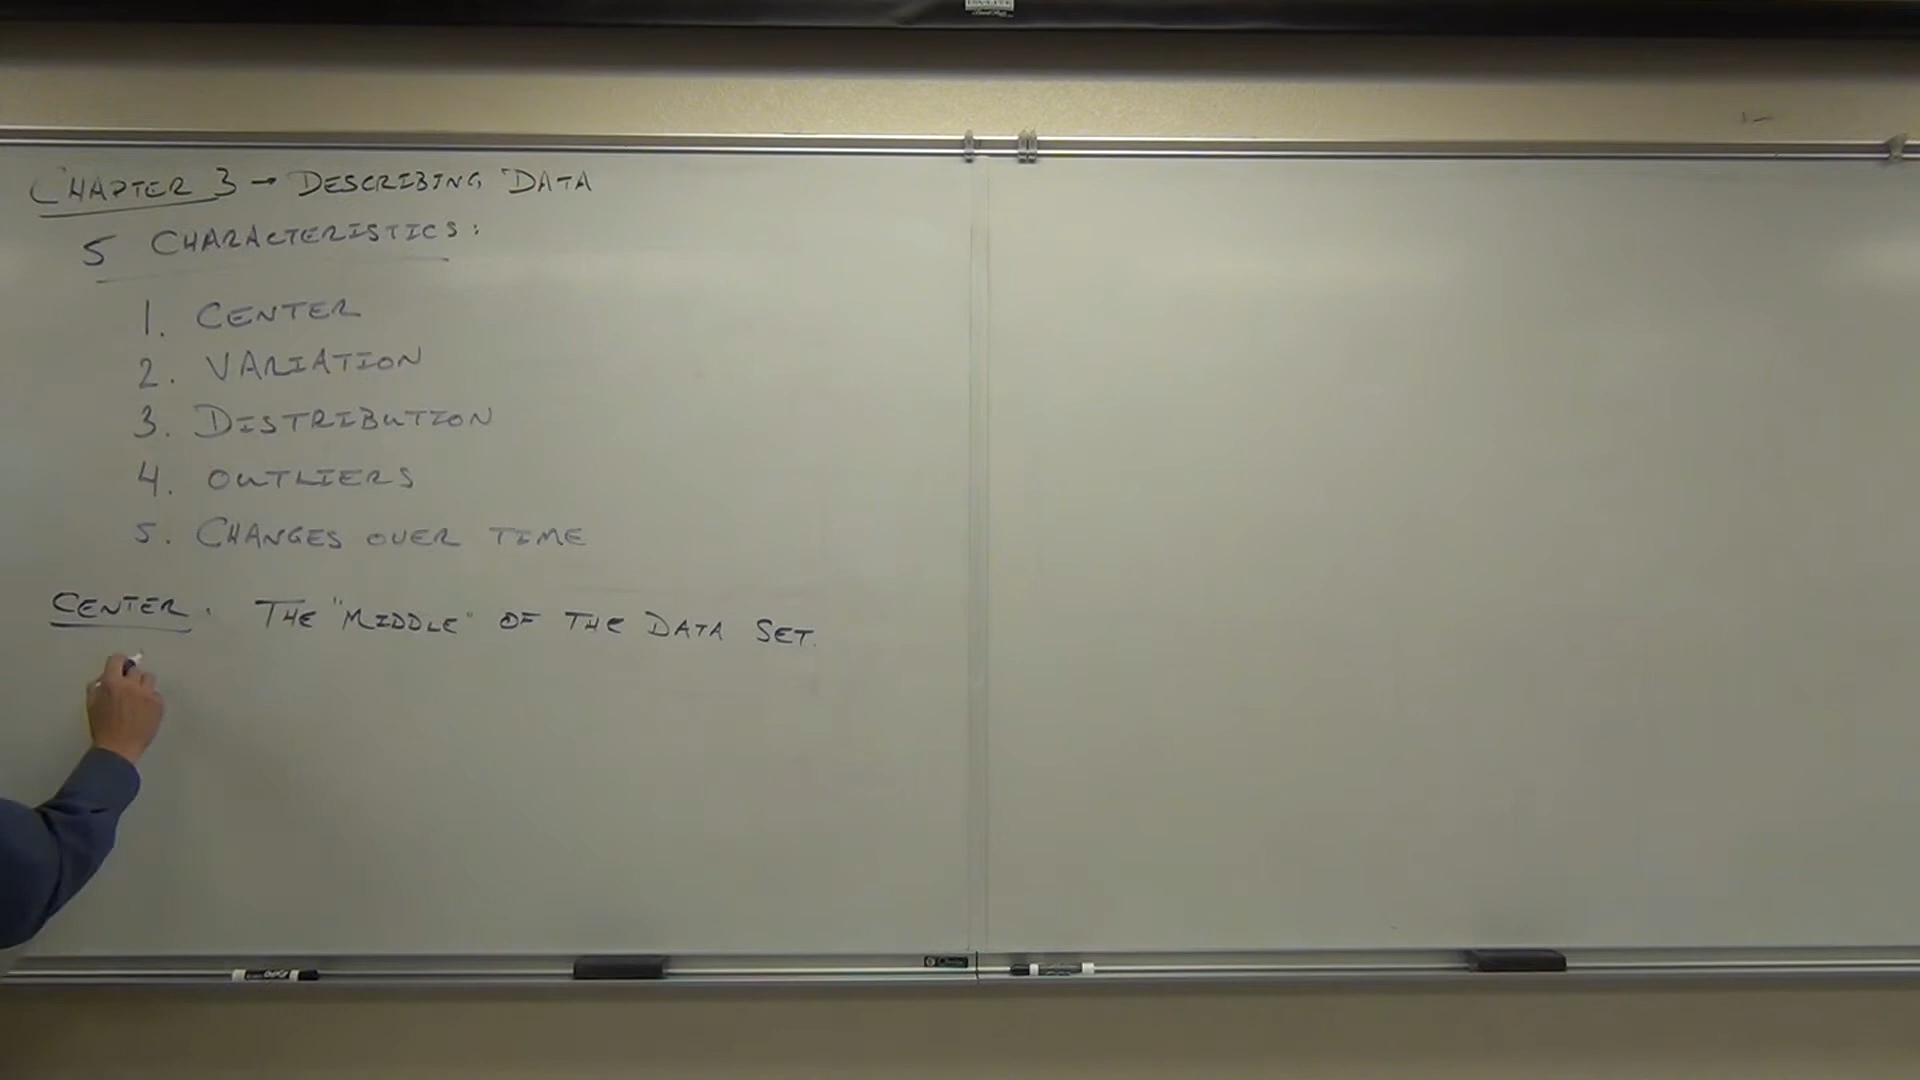 CHAPTER 3 → DESCRIBING DATA
5 CHARACTERISTICS:
1. CENTER
2. VARIATION
3. DISTRIBUTION
4. OUTLIERS
5. CHANGES OVER TIME
CENTER. THE "MIDDLE" OF THE DATA SET.